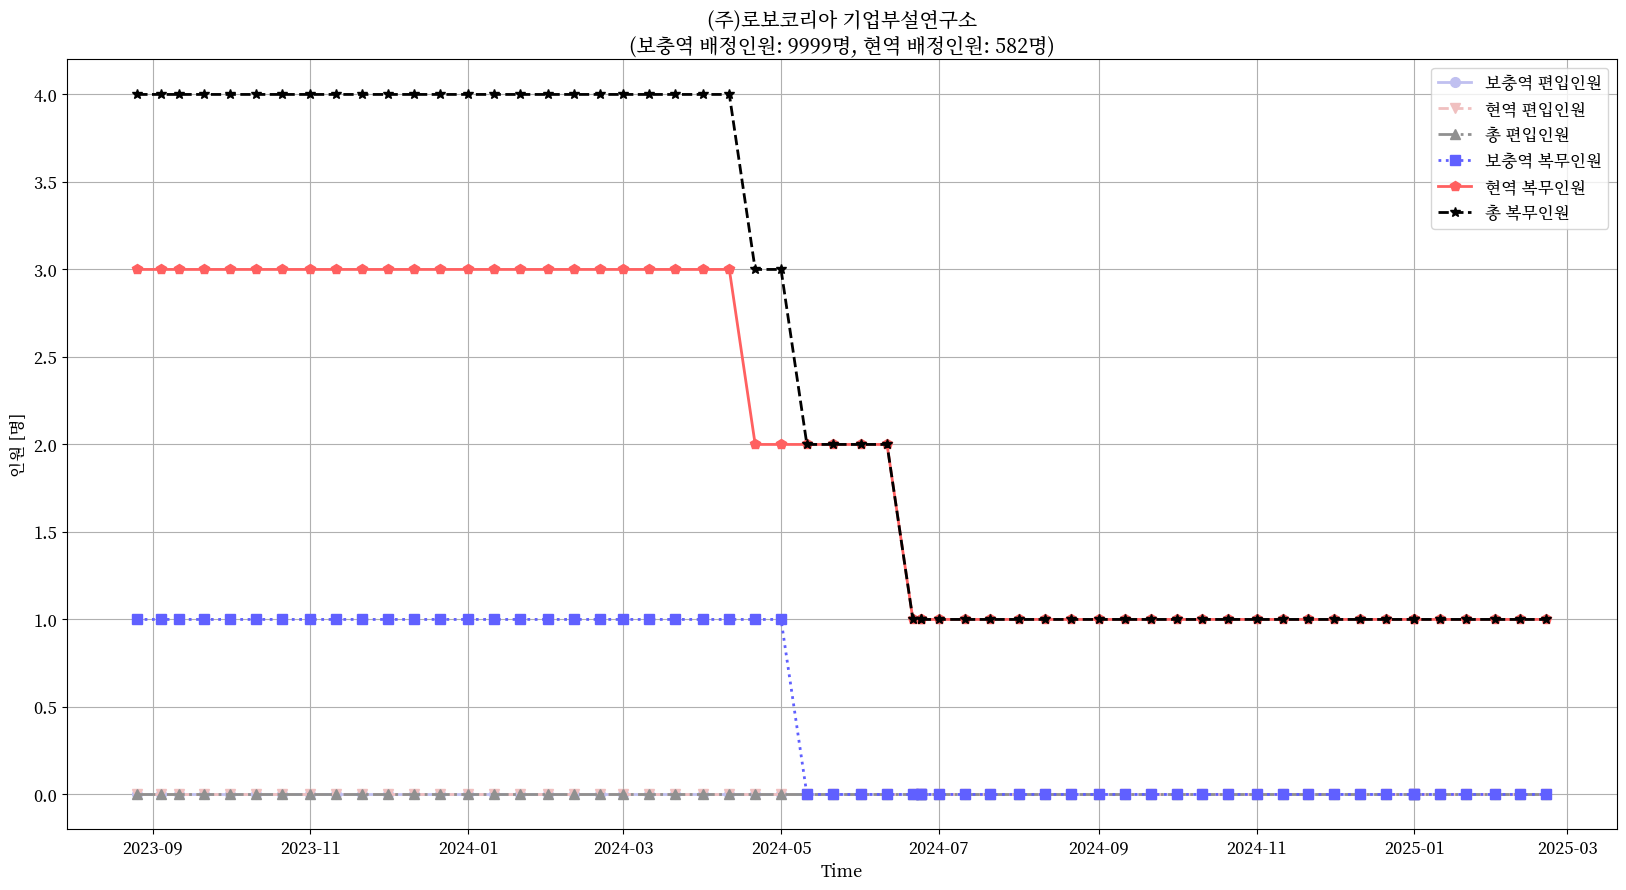 (주)로보코리아 기업부설연구소
(보충역 배정인원: 9999명, 현역 배정인원: 582명)
보충역 편입인원
현역 편입인원
총 편입인원
보충역 복무인원
현역 복무인원
총 복무인원
인원 [명]
4.0
3.5
3.0
2.5
2.0
1.5
1.0
0.5
0.0
2023-09 2023-11 2024-01 2024-03 2024-05 2024-07 2024-09 2024-11 2025-01 2025-03
Time